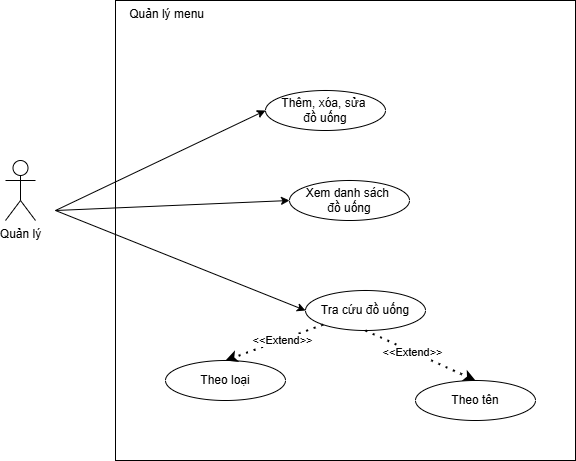 Quản lý menu
Thêm, xóa, sửa
đồ uống
Xem danh sách
đồ uống
Quản lý
Tra cứu đồ uống
<<Extend>>
<<Extend>>
Theo loại
Theo tên